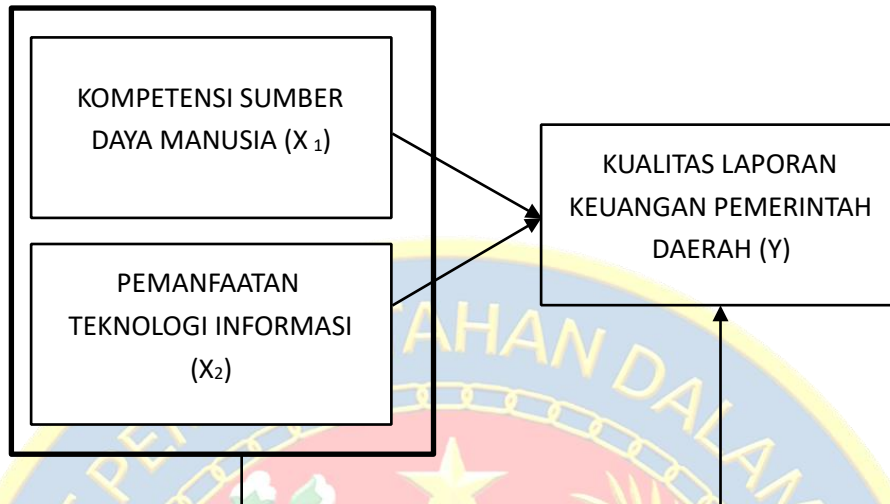 KOMPETENSI SUMBER
DAYA MANUSIA (X 1)
KUALITAS LAPORAN
KEUANGAN PEMERINTAH
DAERAH (Y)
PEMANFAATAN
TEKNOLOGI INFORMASI
(X2)